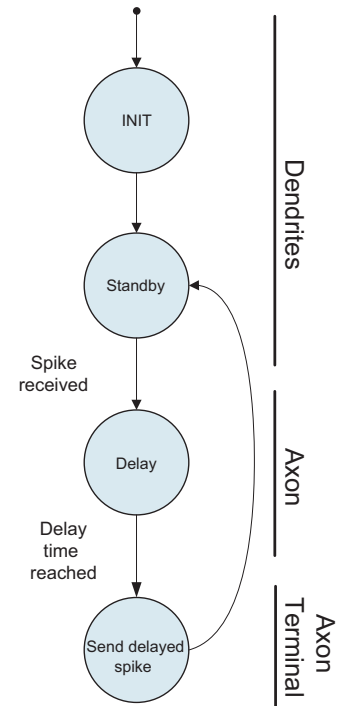 INIT
Dendrites
Standby
Spike
received
Delay
Axon
Delay
time
reached
Send delayed
spike
Axon
Terminal